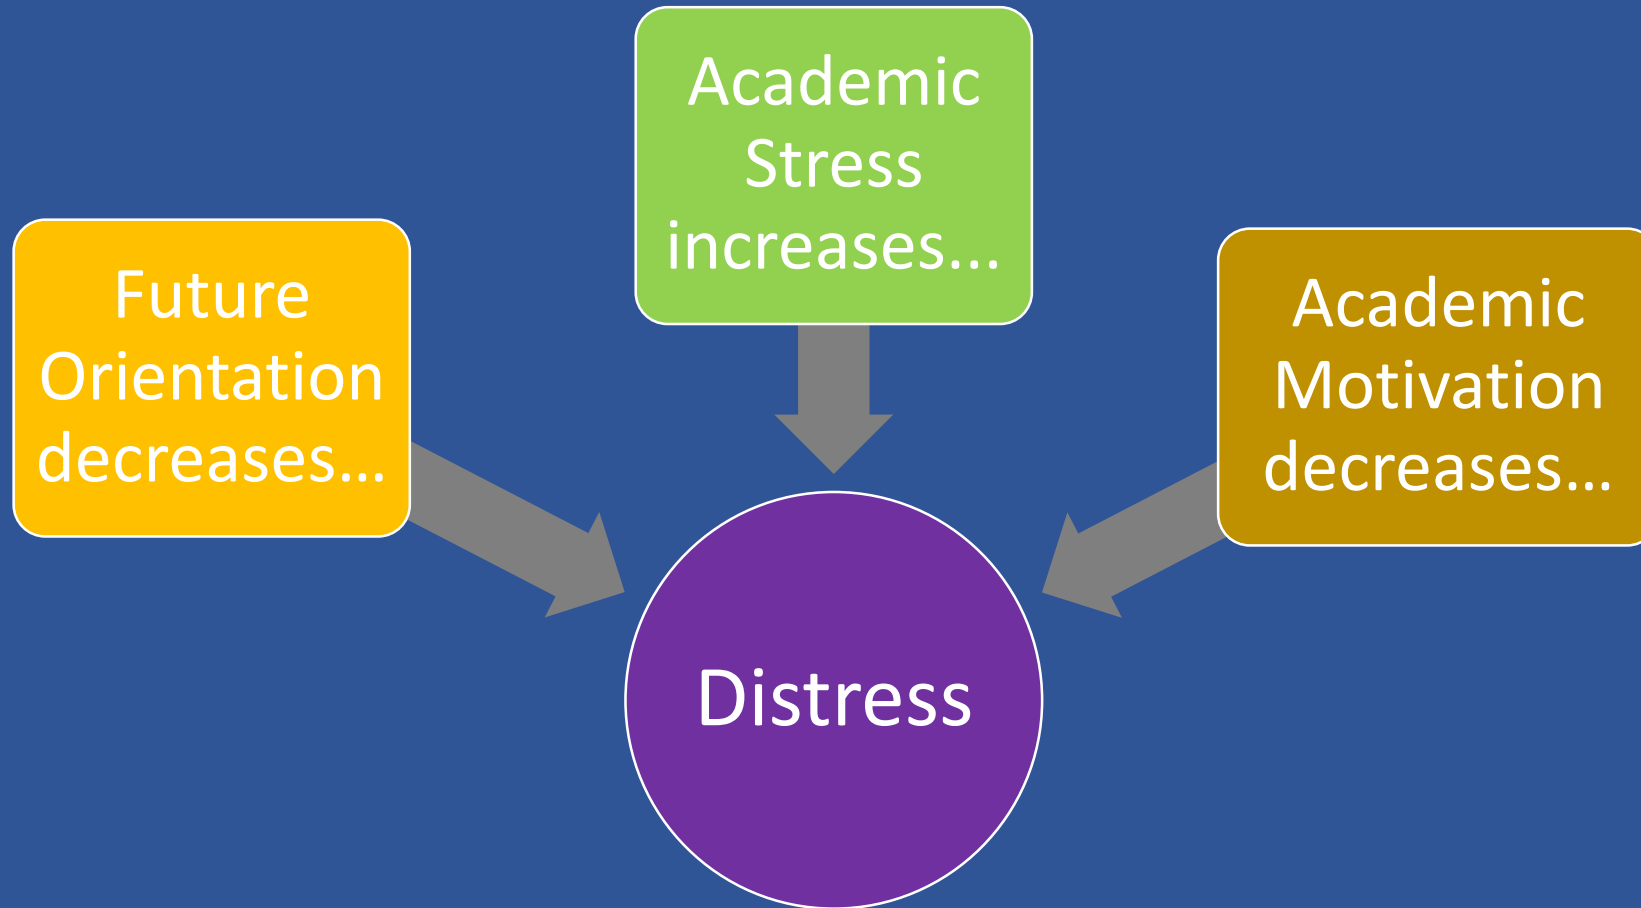 Academic
Stress
increases...
Future
Orientation
decreases...
Academic
Motivation
decreases...
Distress